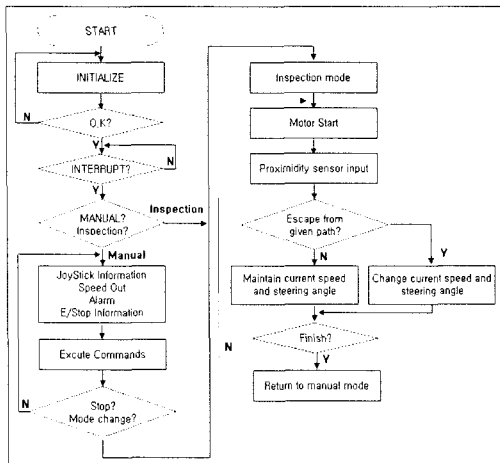 START
INITIALIZE
N
O.K?
Y
INTERRUPT?
N
Y
MANUAL?
Inspection?
Inspection
Manual
JoyStick Information
Speed Out
Alarm
E/Stop Information
Excute Commands
N
Stop?
Mode change?
Inspection mode
Motor Start
Proximidity sensor input
Escape from
given path?
N
Y
Maintain current speed
and steering angle
Change current speed and
steering angle
N
Finish?
Y
Return to manual mode